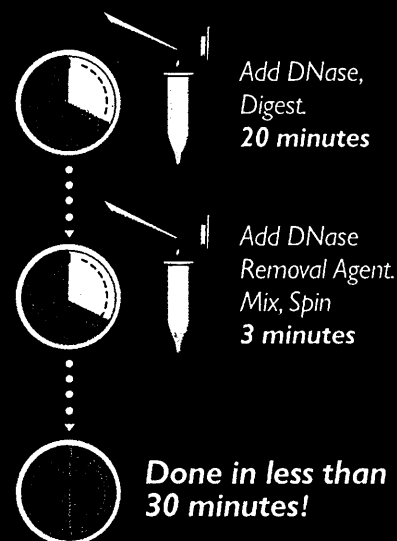 Add DNase,
Digest.
20 minutes
Add DNase
Removal Agent.
Mix, Spin
3 minutes
Done in less than
30 minutes!